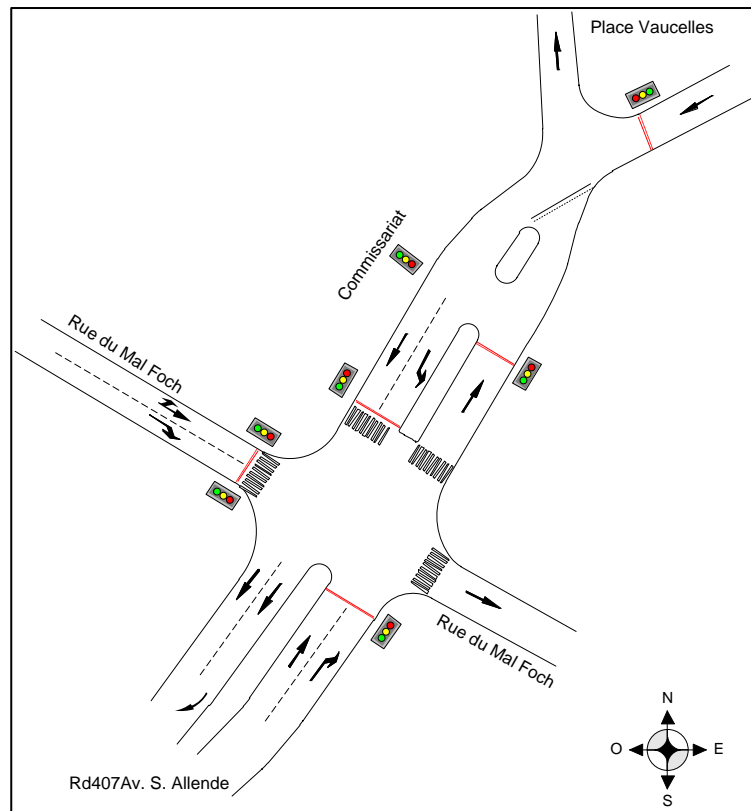 Place Vaucelles
Commissariat
Rue du Mal Foch
Rue du Mal Foch
N
O
E
S
Rd407Av. S. Allende